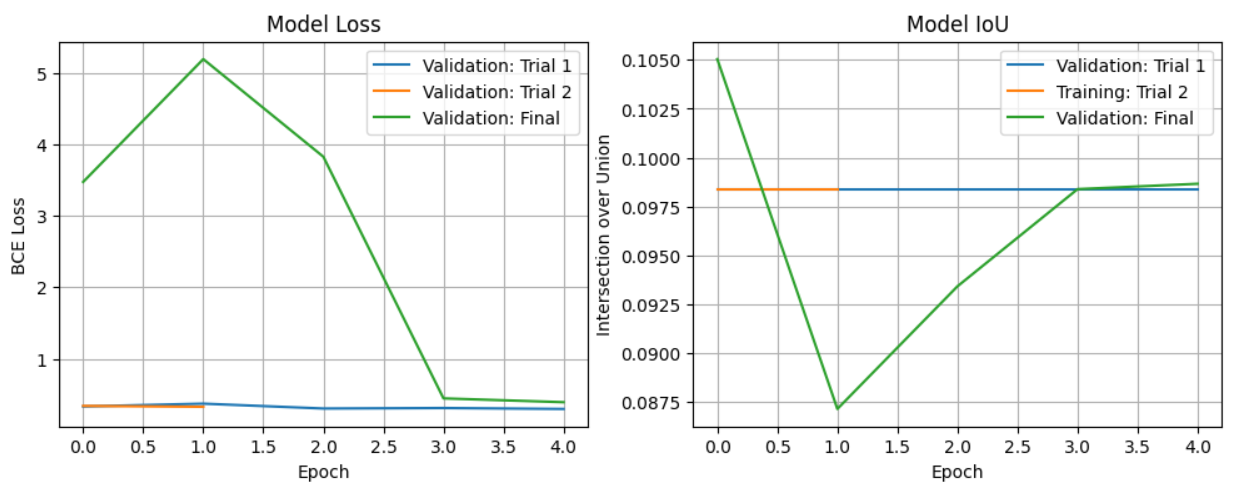 Model Loss
5
4
3
2
1
BCE Loss
Validation: Trial 1
Validation: Trial 2
Validation: Final
0.0 0.5 1.0 1.5 2.0 2.5 3.0 3.5 4.0
Epoch
Model IoU
0.1050
0.1025
0.1000
0.0975
0.0950
0.0925
0.0900
0.0875
Intersection over Union
Validation: Trial 1
Training: Trial 2
Validation: Final
0.0 0.5 1.0 1.5 2.0 2.5 3.0 3.5 4.0
Epoch